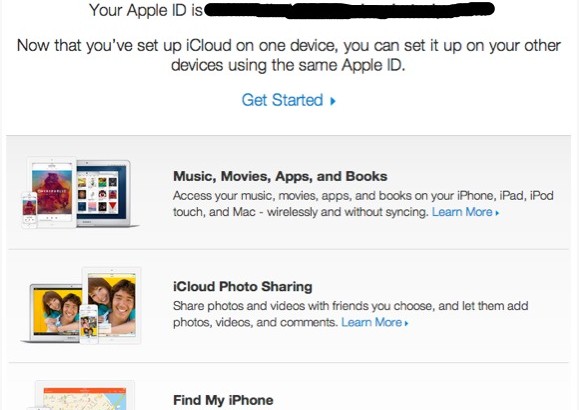 Your Apple ID is
Now that you've set up iCloud on one device, you can set it up on your other
devices using the same Apple ID.
Get Started ▸
Music, Movies, Apps, and Books
Access your music, movies, apps, and books on your iPhone, iPad, iPod
touch, and Mac - wirelessly and without syncing. Learn More ▸
iCloud Photo Sharing
Share photos and videos with friends you choose, and let them add
photos, videos, and comments. Learn More ▸
Find My iPhone